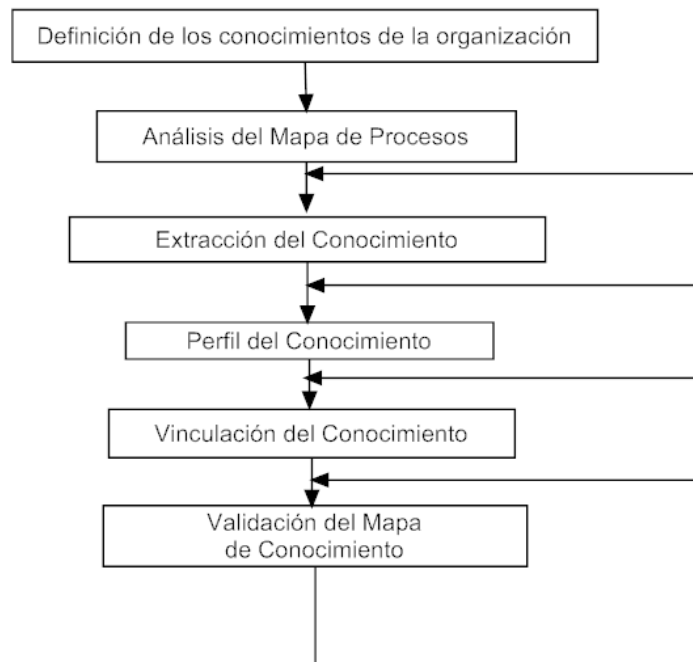 Definición de los conocimientos de la organización
Análisis del Mapa de Procesos
Extracción del Conocimiento
Perfil del Conocimiento
Vinculación del Conocimiento
Validación del Mapa
de Conocimiento